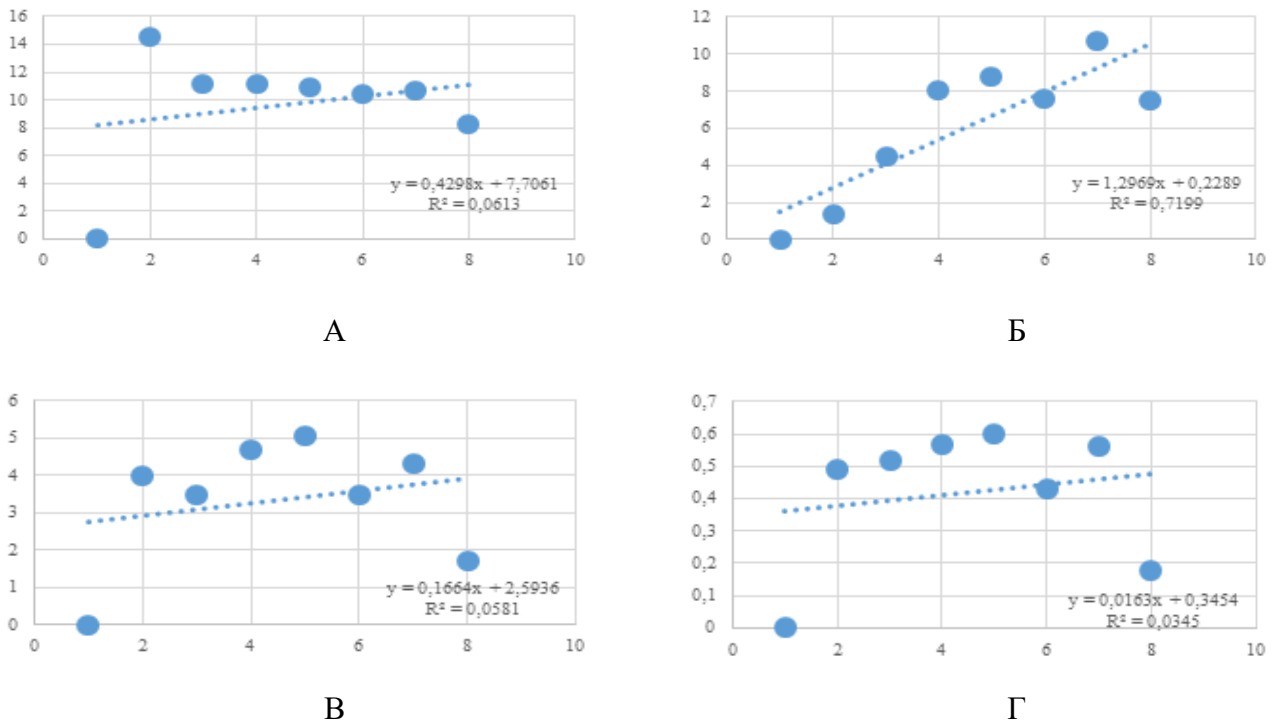 16
14
12
10
8
6
4
2
0
0 2 4 6 8 10
y = 0,4298x + 7,7061
R² = 0,0613
А
12
10
8
6
4
2
0
0 2 4 6 8 10
y = 1,2969x + 0,2289
R² = 0,7199
Б
6
5
4
3
2
1
0
0 2 4 6 8 10
y = 0,1664x + 2,5936
R² = 0,0581
В
0,7
0,6
0,5
0,4
0,3
0,2
0,1
0
0 2 4 6 8 10
y = 0,0163x + 0,3454
R² = 0,0345
Г